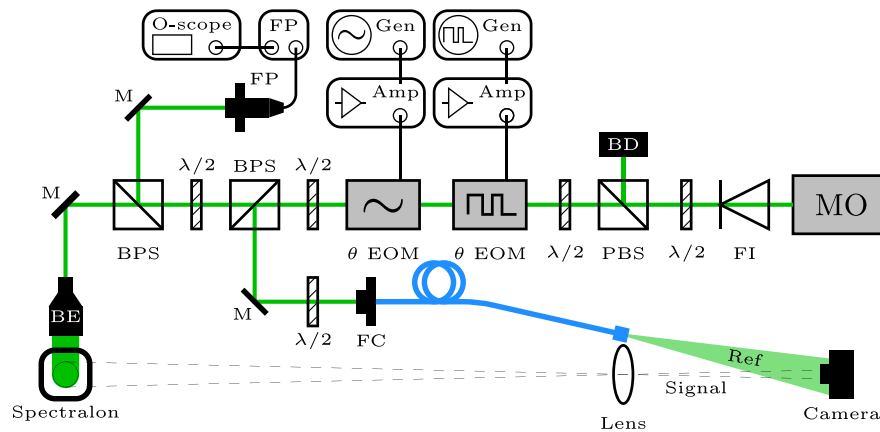 O-scope
FP
Gen
Gen
FP
Amp
Amp
M
BD
λ/2
BPS
λ/2
M
MO
BPS
θ EOM
θ EOM
λ/2
PBS
λ/2
FI
M
BE
λ/2
FC
Ref
Signal
Spectralon
Lens
Camera